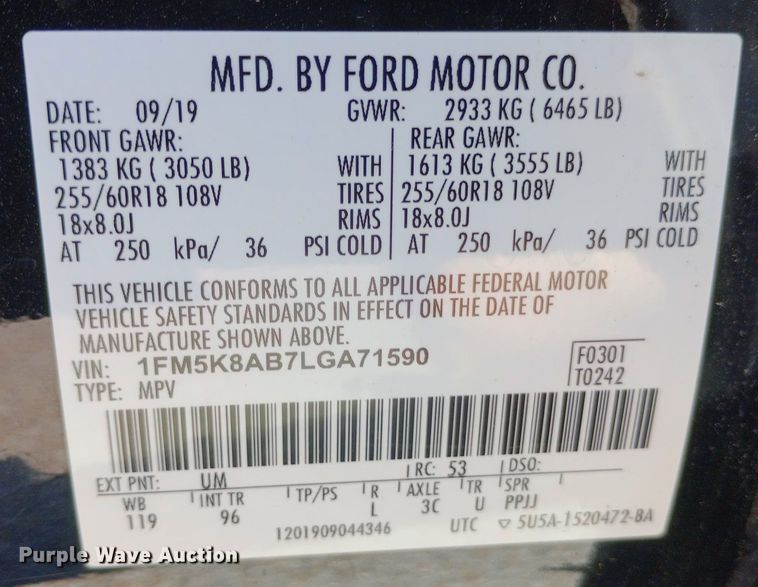 MFD. BY FORD MOTOR CO.
DATE: 09/19 GVWR: 2933 KG ( 6465 LB)
FRONT GAWR: REAR GAWR:
1383 KG ( 3050 LB) WITH 1613 KG ( 3555 LB) WITH
255/60R18 108V TIRES 255/60R18 108V TIRES
18x8.0J RIMS 18x8.0J RIMS
AT 250 kPa/ 36 PSI COLD AT 250 kPa/ 36 PSI COLD
THIS VEHICLE CONFORMS TO ALL APPLICABLE FEDERAL MOTOR
VEHICLE SAFETY STANDARDS IN EFFECT ON THE DATE OF
MANUFACTURE SHOWN ABOVE.
VIN: 1FM5K8AB7LGA71590 F0301
TYPE: MPV T0242
EXT PNT: UM RC: 53 DSO:
WB INT TR TP/PS R AXLE TR SPR
119 96 L 3C U PPJJ
1201909044346 UTC ▽ 5U5A-1520472-BA
Purple Wave Auction